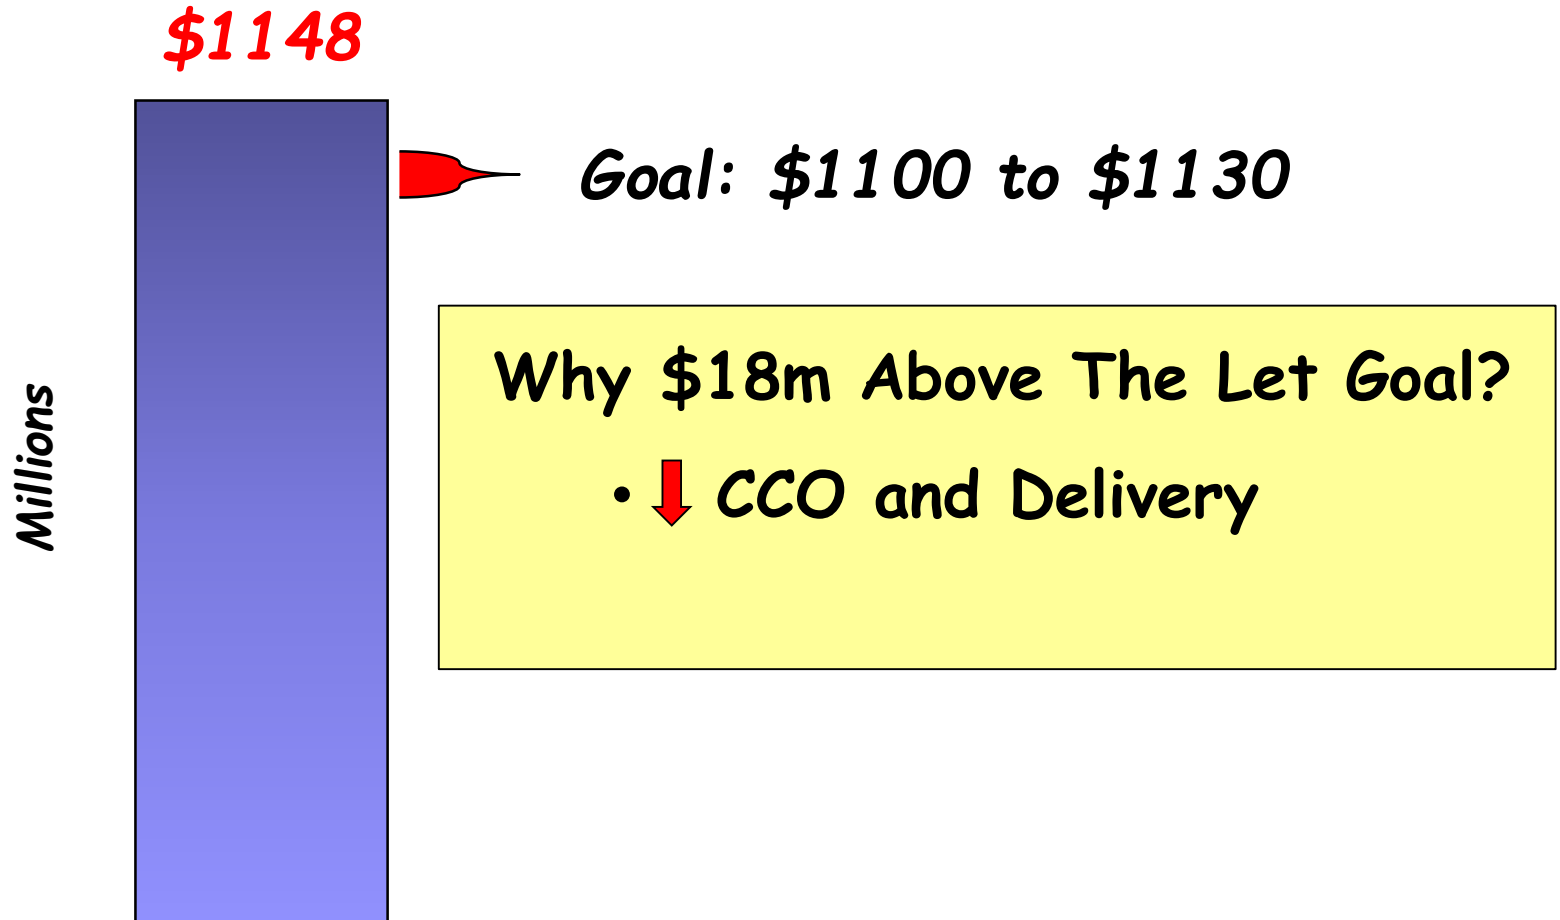 $1148
Goal: $1100 to $1130
Millions
Why $18m Above The Let Goal?
• CCO and Delivery